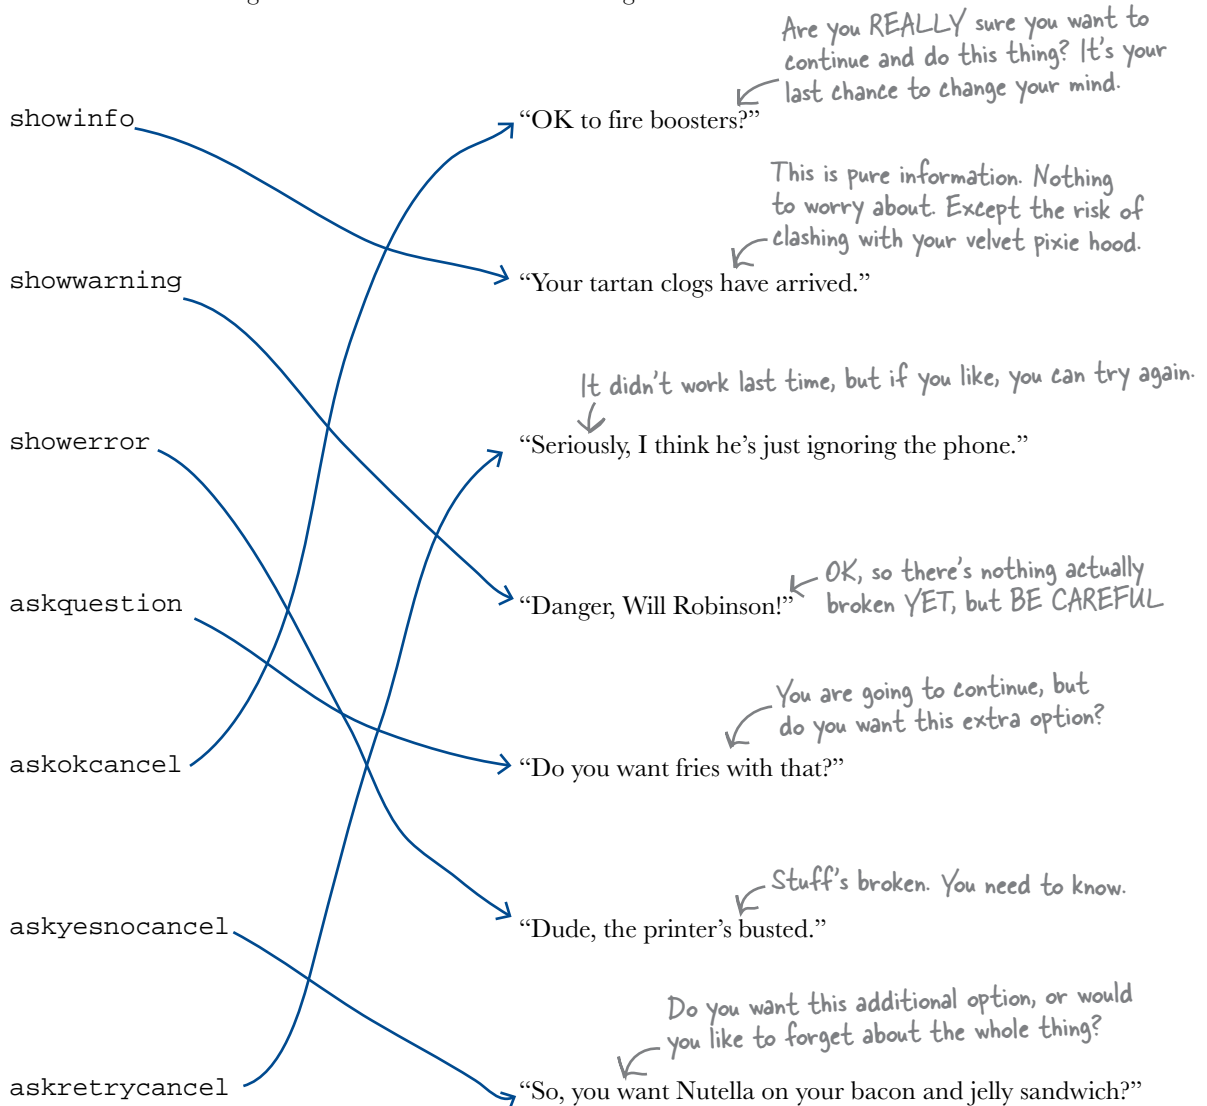 Are you REALLY sure you want to
continue and do this thing? It's your
last chance to change your mind.
showinfo
“OK to fire boosters?”
This is pure information. Nothing
to worry about. Except the risk of
clashing with your velvet pixie hood.
showwarning
“Your tartan clogs have arrived.”
It didn't work last time, but if you like, you can try again.
showerror
“Seriously, I think he’s just ignoring the phone.”
OK, so there's nothing actually
broken YET, but BE CAREFUL
askquestion
“Danger, Will Robinson!”
You are going to continue, but
do you want this extra option?
askokcancel
“Do you want fries with that?”
Stuff's broken. You need to know.
askyesnocancel
“Dude, the printer’s busted.”
Do you want this additional option, or would
you like to forget about the whole thing?
askretrycancel
“So, you want Nutella on your bacon and jelly sandwich?”